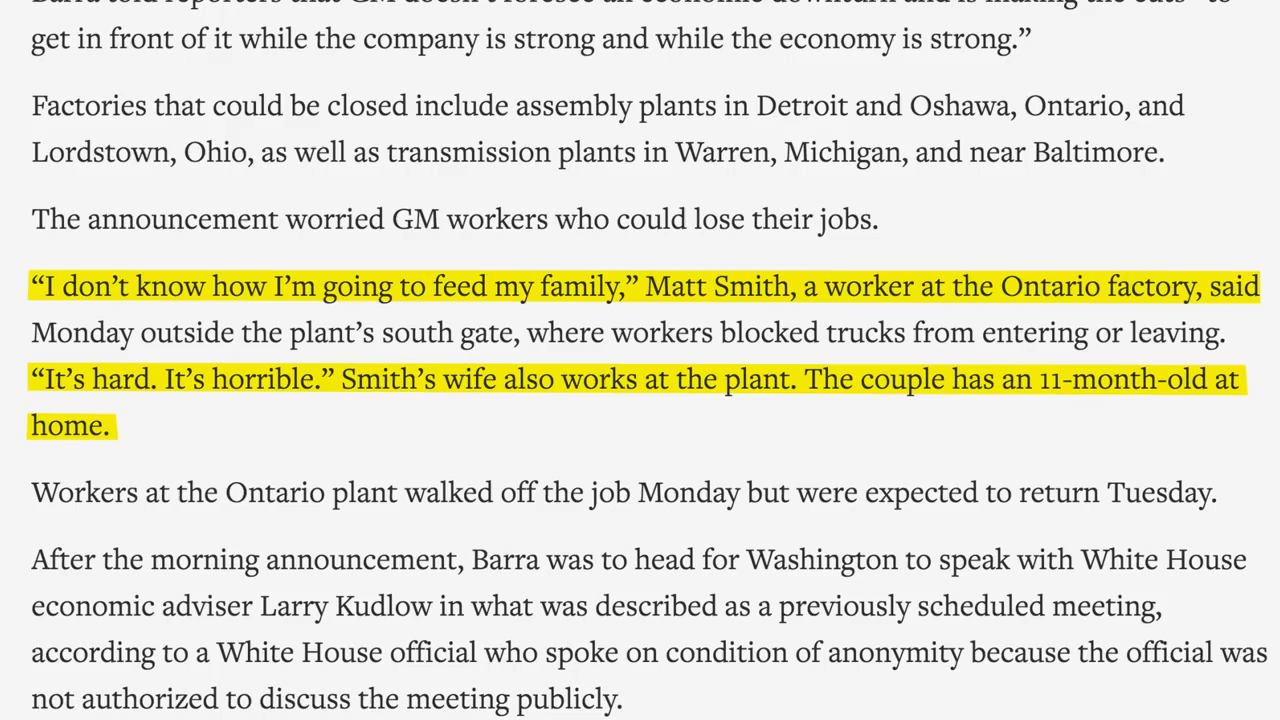 get in front of it while the company is strong and while the economy is strong.”
Factories that could be closed include assembly plants in Detroit and Oshawa, Ontario, and
Lordstown, Ohio, as well as transmission plants in Warren, Michigan, and near Baltimore.
The announcement worried GM workers who could lose their jobs.
“I don’t know how I’m going to feed my family,” Matt Smith, a worker at the Ontario factory, said
Monday outside the plant’s south gate, where workers blocked trucks from entering or leaving.
“It’s hard. It’s horrible.” Smith’s wife also works at the plant. The couple has an 11-month-old at
home.
Workers at the Ontario plant walked off the job Monday but were expected to return Tuesday.
After the morning announcement, Barra was to head for Washington to speak with White House
economic adviser Larry Kudlow in what was described as a previously scheduled meeting,
according to a White House official who spoke on condition of anonymity because the official was
not authorized to discuss the meeting publicly.